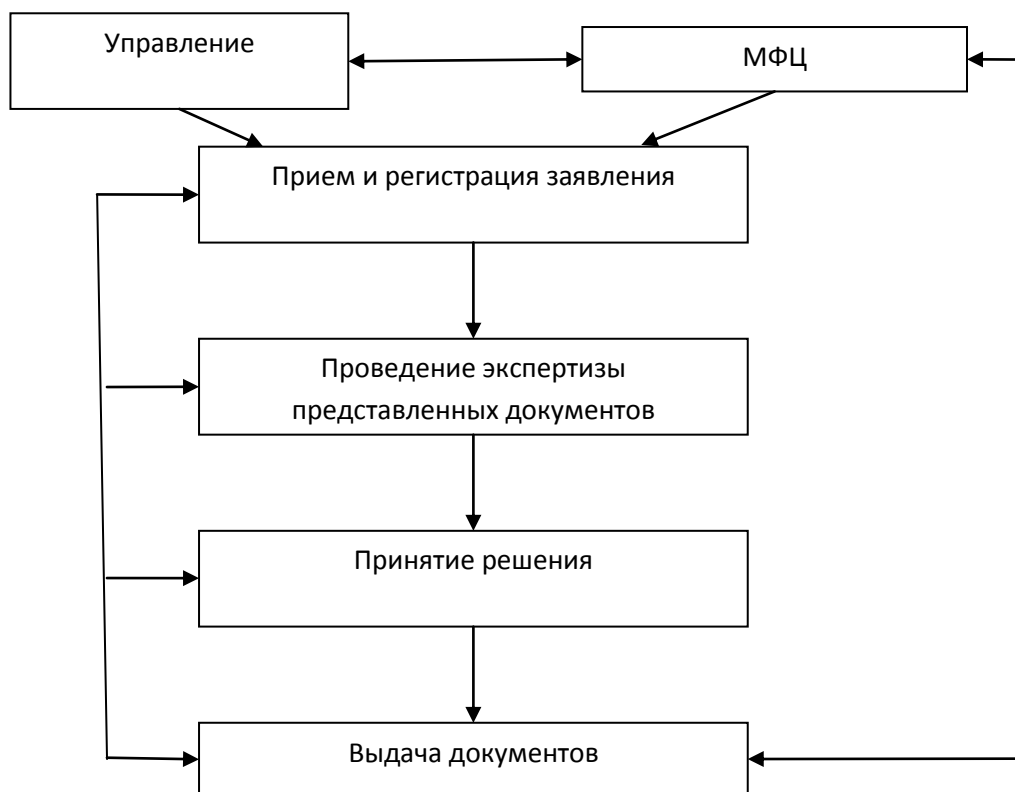 Управление
МФЦ
Прием и регистрация заявления
Проведение экспертизы
представленных документов
Принятие решения
Выдача документов